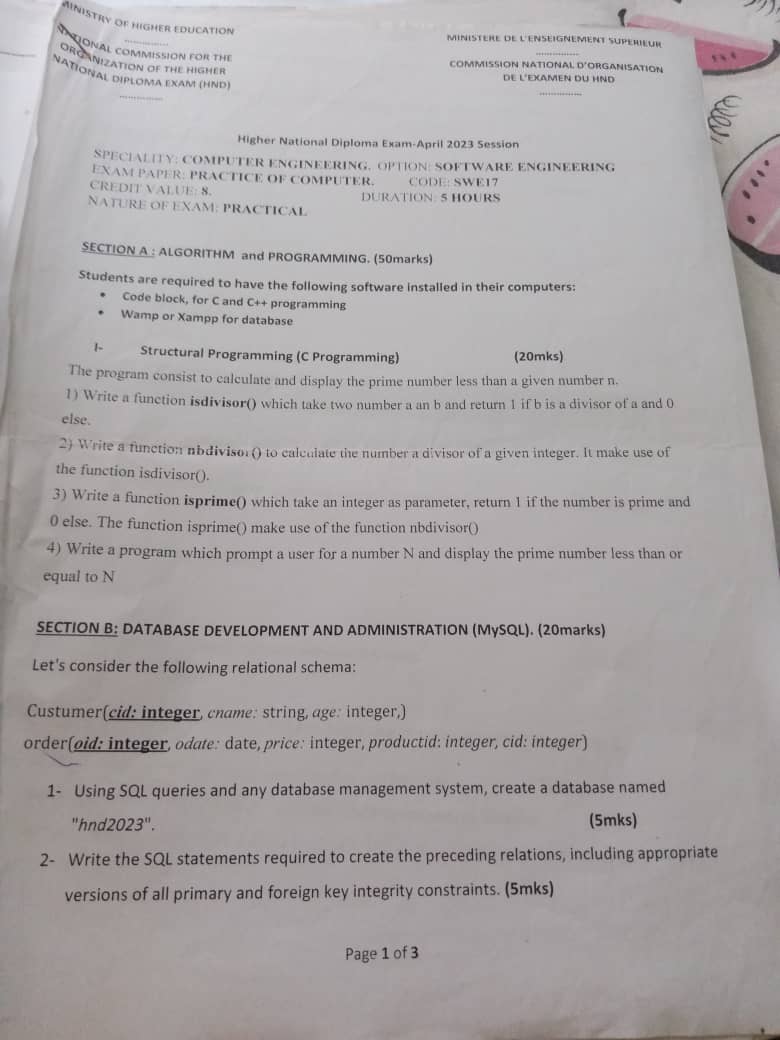 MINISTRY OF HIGHER EDUCATION
..............
NATIONAL COMMISSION FOR THE
ORGANIZATION OF THE HIGHER
NATIONAL DIPLOMA EXAM (HND)
..............
MINISTERE DE L'ENSEIGNEMENT SUPERIEUR
..............
COMMISSION NATIONAL D'ORGANISATION
DE L'EXAMEN DU HND
..............
Higher National Diploma Exam-April 2023 Session
SPECIALITY: COMPUTER ENGINEERING. OPTION: SOFTWARE ENGINEERING
EXAM PAPER: PRACTICE OF COMPUTER. CODE: SWE17
CREDIT VALUE: 8. DURATION: 5 HOURS
NATURE OF EXAM: PRACTICAL
SECTION A : ALGORITHM and PROGRAMMING. (50marks)
Students are required to have the following software installed in their computers:
• Code block, for C and C++ programming
• Wamp or Xampp for database
I- Structural Programming (C Programming) (20mks)
The program consist to calculate and display the prime number less than a given number n.
1) Write a function isdivisor() which take two number a an b and return 1 if b is a divisor of a and 0
else.
2) Write a function nbdivisor() to calculate the number a divisor of a given integer. It make use of
the function isdivisor().
3) Write a function isprime() which take an integer as parameter, return 1 if the number is prime and
0 else. The function isprime() make use of the function nbdivisor()
4) Write a program which prompt a user for a number N and display the prime number less than or
equal to N
SECTION B: DATABASE DEVELOPMENT AND ADMINISTRATION (MySQL). (20marks)
Let's consider the following relational schema:
Custumer(cid: integer, cname: string, age: integer,)
order(oid: integer, odate: date, price: integer, productid: integer, cid: integer)
1- Using SQL queries and any database management system, create a database named
"hnd2023". (5mks)
2- Write the SQL statements required to create the preceding relations, including appropriate
versions of all primary and foreign key integrity constraints. (5mks)
Page 1 of 3